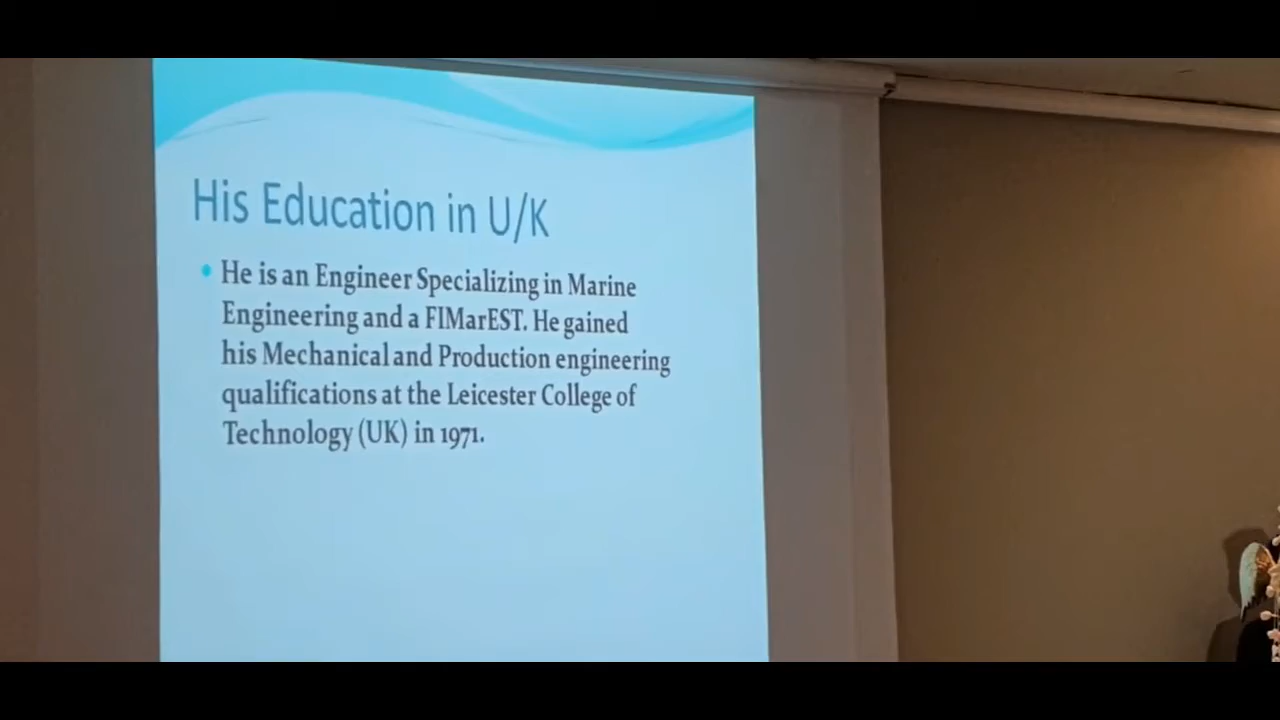 His Education in U/K
• He is an Engineer Specializing in Marine
Engineering and a FIMarEST. He gained
his Mechanical and Production engineering
qualifications at the Leicester College of
Technology (UK) in 1971.